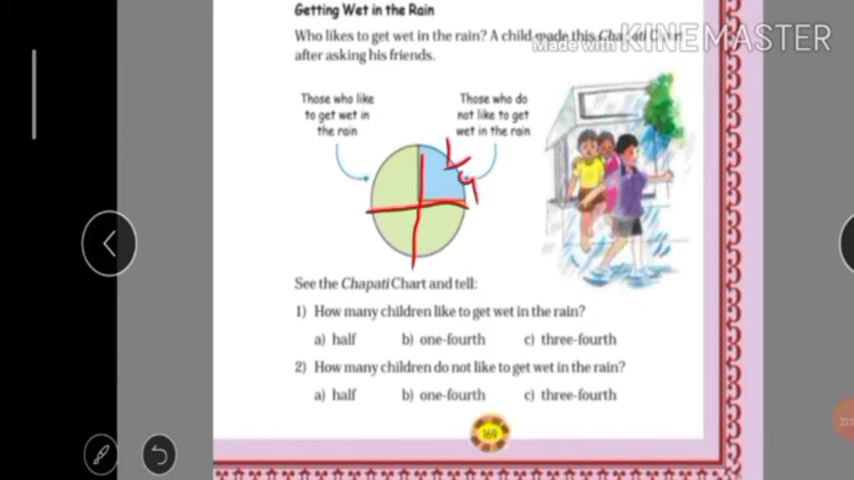 Getting Wet in the Rain
Who likes to get wet in the rain? A child made this Chapati
after asking his friends.
Made with KINEMASTER
Those who like
to get wet in
the rain
Those who do
not like to get
wet in the rain
1
4
See the Chapati Chart and tell:
1) How many children like to get wet in the rain?
a) half b) one-fourth c) three-fourth
2) How many children do not like to get wet in the rain?
a) half b) one-fourth c) three-fourth
169